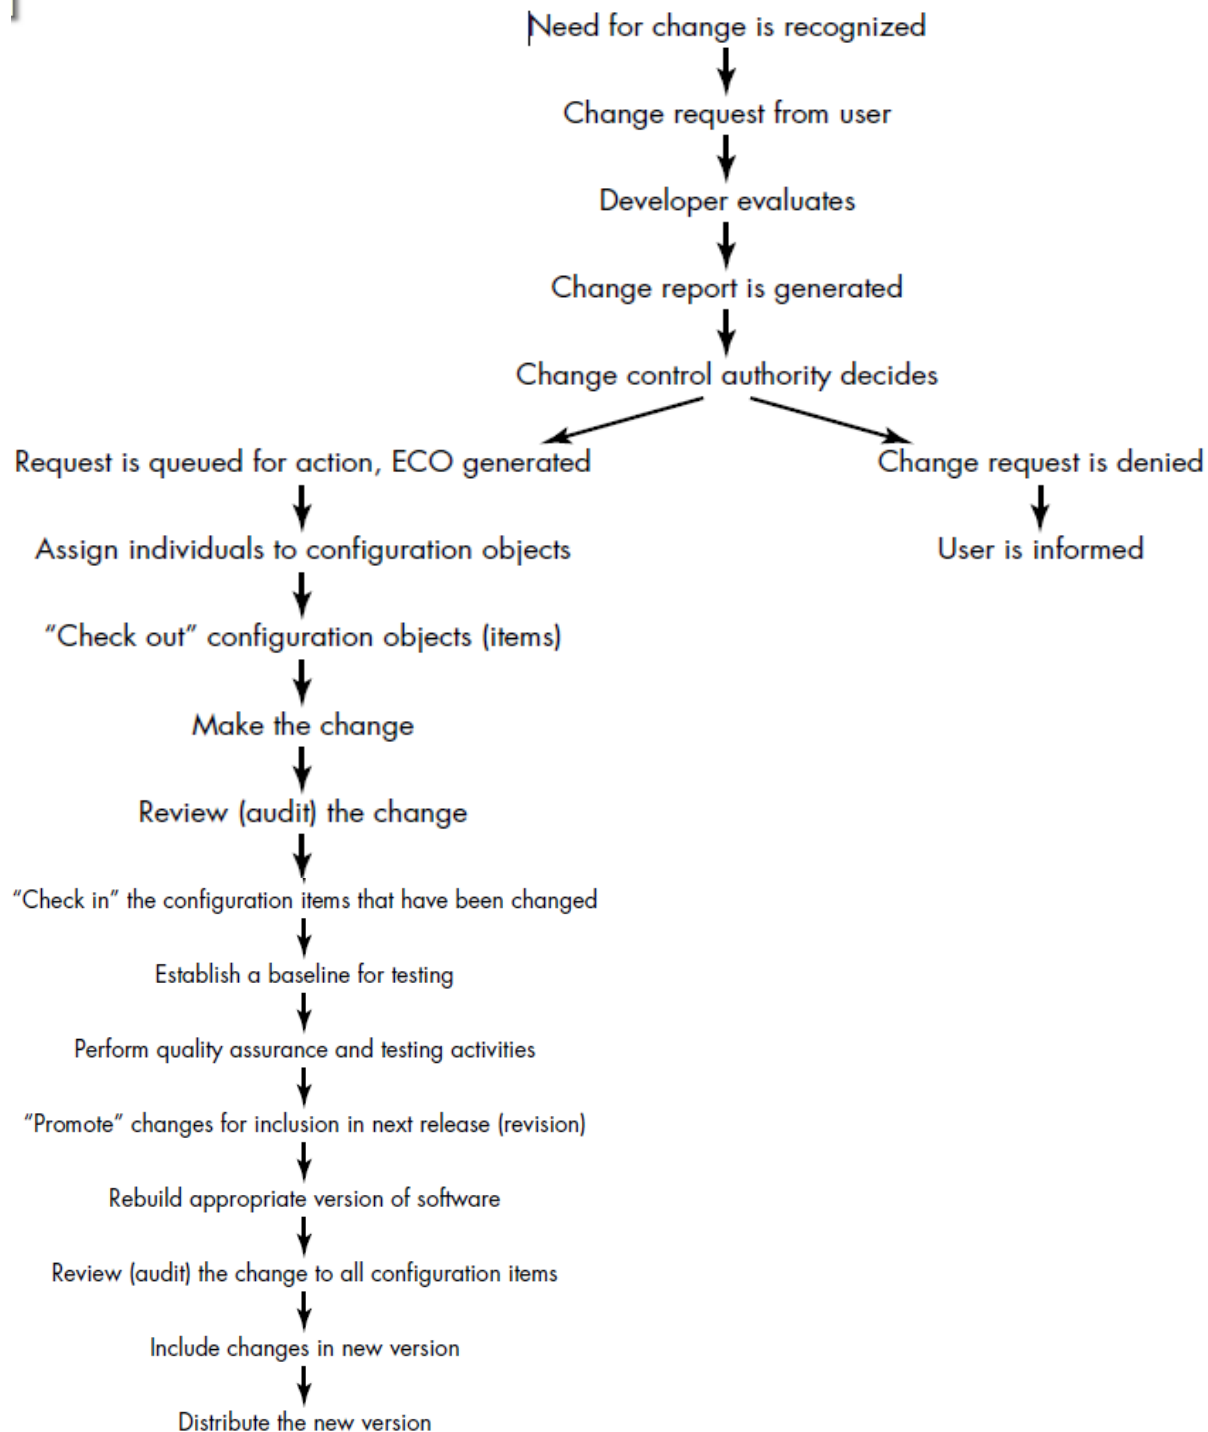 Need for change is recognized
Change request from user
Developer evaluates
Change report is generated
Change control authority decides
Request is queued for action, ECO generated
Change request is denied
Assign individuals to configuration objects
User is informed
“Check out” configuration objects (items)
Make the change
Review (audit) the change
“Check in” the configuration items that have been changed
Establish a baseline for testing
Perform quality assurance and testing activities
“Promote” changes for inclusion in next release (revision)
Rebuild appropriate version of software
Review (audit) the change to all configuration items
Include changes in new version
Distribute the new version